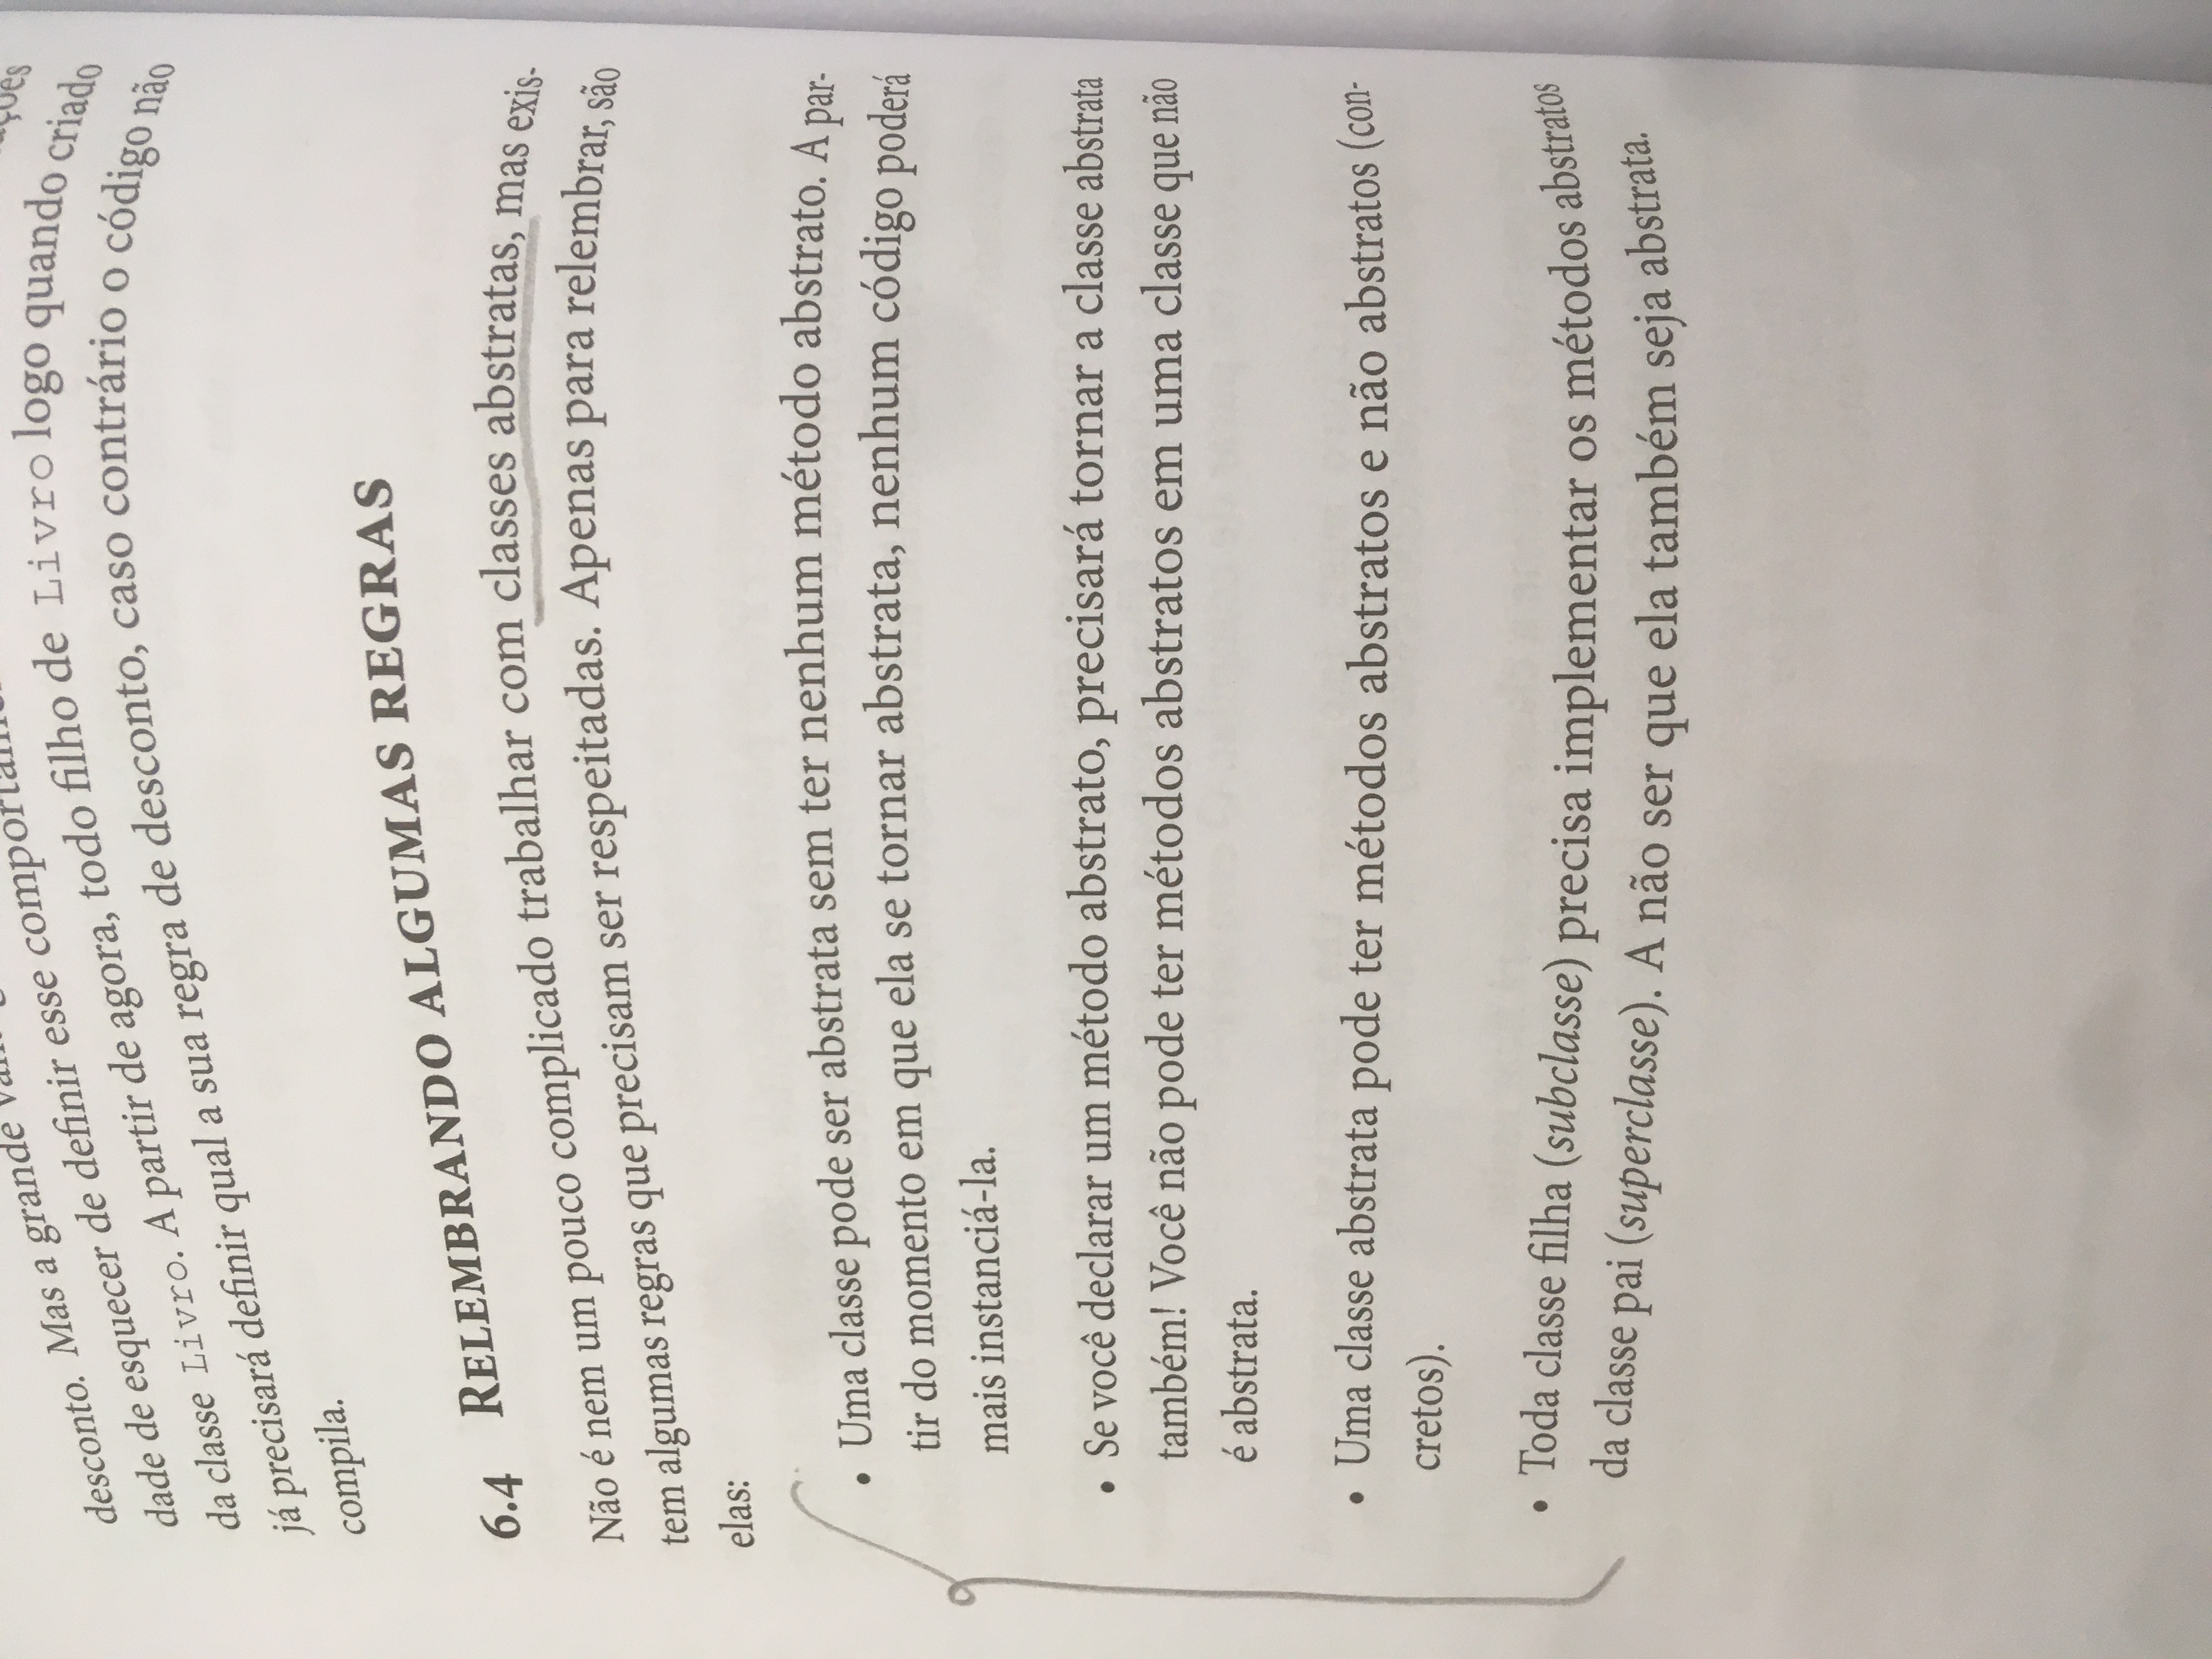 desconto. Mas a grande
dade de esquecer de definir esse
da classe Livro. A partir de agora, todo filho de Livro logo quando criado
já precisará definir qual a sua regra de desconto, caso contrário o código não
compila.
6.4 RELEMBRANDO ALGUMAS REGRAS
Não é nem um pouco complicado trabalhar com classes abstratas, mas exis-
tem algumas regras que precisam ser respeitadas. Apenas para relembrar, são
elas:
• Uma classe pode ser abstrata sem ter nenhum método abstrato. A par-
tir do momento em que ela se tornar abstrata, nenhum código poderá
mais instanciá-la.
• Se você declarar um método abstrato, precisará tornar a classe abstrata
também! Você não pode ter métodos abstratos em uma classe que não
é abstrata.
• Uma classe abstrata pode ter métodos abstratos e não abstratos (con-
cretos).
• Toda classe filha (subclasse) precisa implementar os métodos abstratos
da classe pai (superclasse). A não ser que ela também seja abstrata.